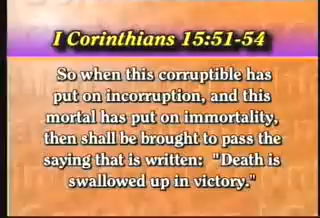 I Corinthians 15:51-54
So when this corruptible has
put on incorruption, and this
mortal has put on immortality,
then shall be brought to pass the
saying that is written:  "Death is
swallowed up in victory."